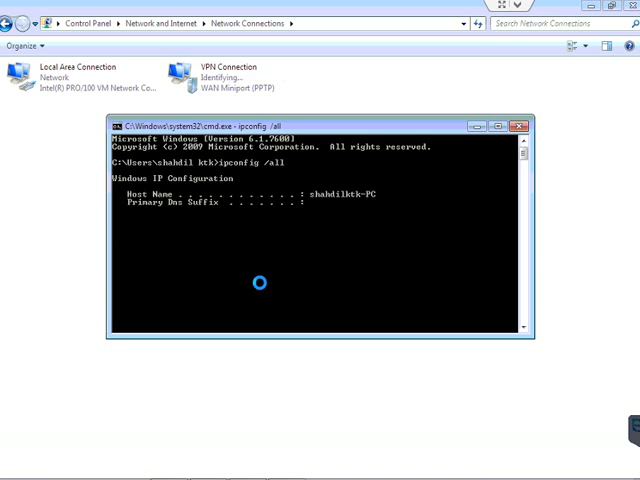 Control Panel ▸ Network and Internet ▸ Network Connections ▸
Search Network Connections
Organize
Local Area Connection
Network
Intel(R) PRO/100 VM Network Co...
VPN Connection
Identifying...
WAN Miniport (PPTP)
C:\Windows\system32\cmd.exe - ipconfig /all
Microsoft Windows [Version 6.1.7600]
Copyright (c) 2009 Microsoft Corporation. All rights reserved.
C:\Users\shahdil ktk>ipconfig /all
Windows IP Configuration
Host Name . . . . . . . . . . . . : shahdilktk-PC
Primary Dns Suffix . . . . . . . :